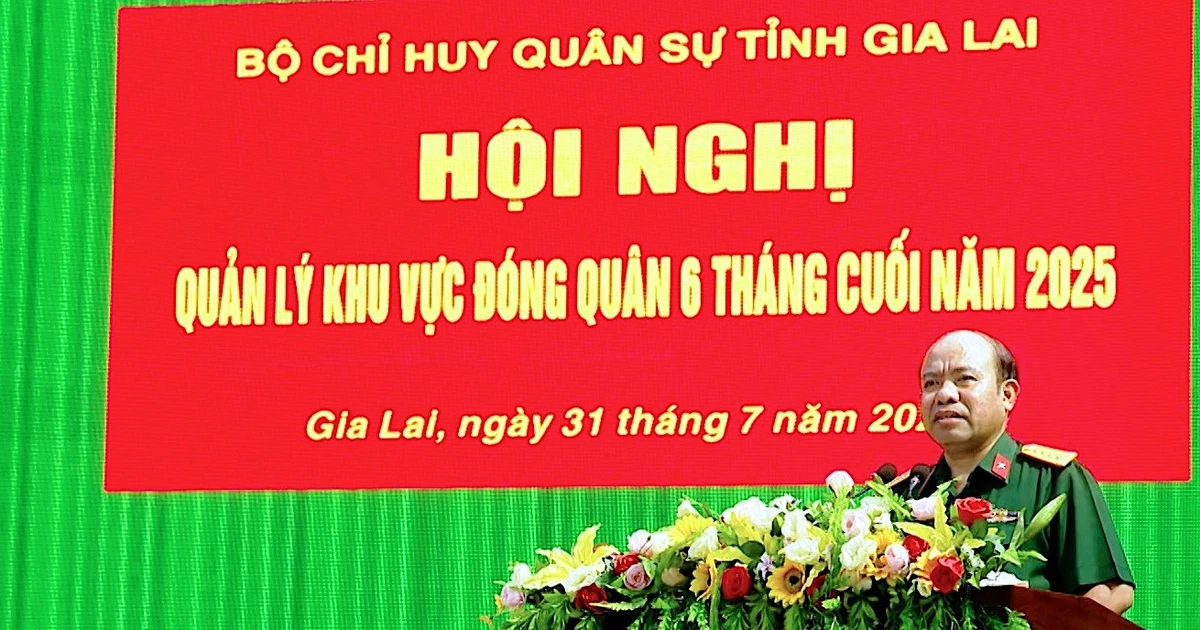 BỘ CHỈ HUY QUÂN SỰ TỈNH GIA LAI
HỘI NGHỊ
QUẢN LÝ KHU VỰC ĐÓNG QUÂN 6 THÁNG CUỐI NĂM 2025
Gia Lai, ngày 31 tháng 7 năm